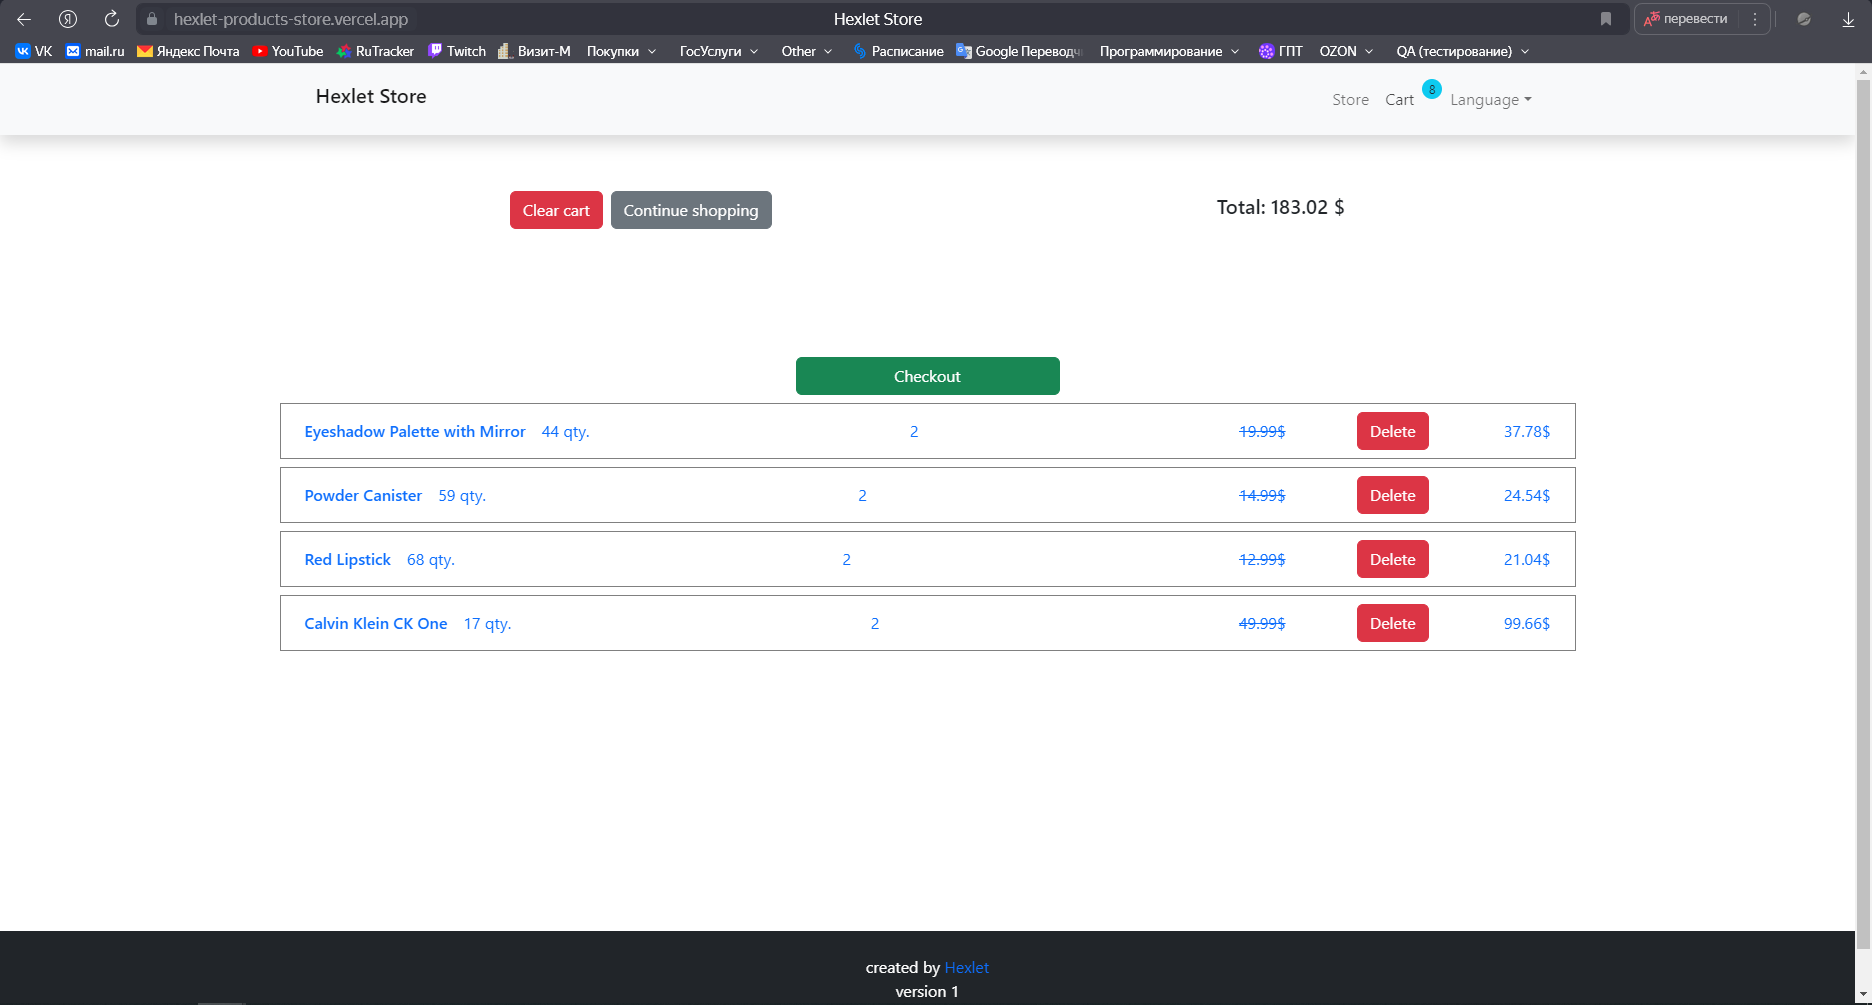 hexlet-products-store.vercel.app Hexlet Store перевести
VK mail.ru Яндекс Почта YouTube RuTracker Twitch Визит-М Покупки ГосУслуги Other Расписание Google Переводч Программирование ГПТ OZON QA (тестирование)
Hexlet Store Store Cart 8 Language
Clear cart Continue shopping Total: 183.02 $
Checkout
Eyeshadow Palette with Mirror 44 qty. 2 19.99$ Delete 37.78$
Powder Canister 59 qty. 2 14.99$ Delete 24.54$
Red Lipstick 68 qty. 2 12.99$ Delete 21.04$
Calvin Klein CK One 17 qty. 2 49.99$ Delete 99.66$
created by Hexlet
version 1